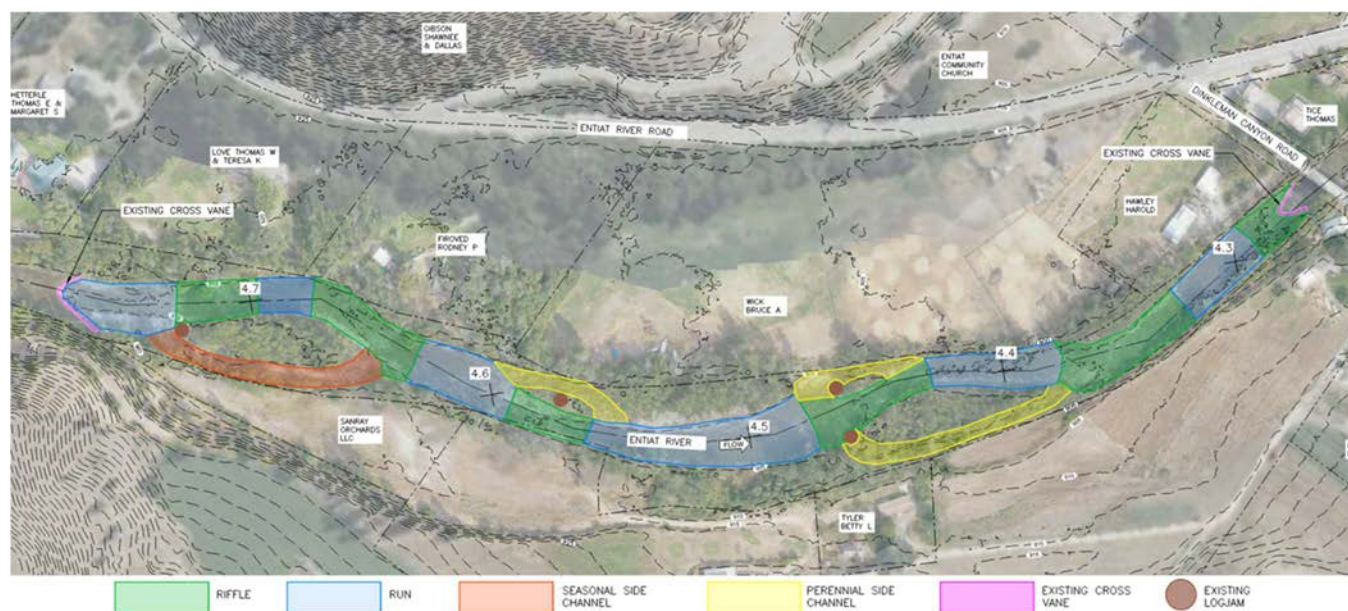 GIBSON
SHAWNEE
& DALLAS
ENTIAT
COMMUNITY
CHURCH
HETTERLE
THOMAS E &
MARGARET S
LOVE THOMAS W
& TERESA K
ENTIAT RIVER ROAD
DINKLEMAN CANYON ROAD
TICE
THOMAS
EXISTING CROSS VANE
EXISTING CROSS VANE
HAWLEY
HAROLD
FIROVED
RODNEY P
WICK
BRUCE A
4.7
4.6
4.5
4.4
4.3
ENTIAT RIVER
FLOW
SANRAY
ORCHARDS
LLC
TYLER
BETTY L
RIFFLE
RUN
SEASONAL SIDE
CHANNEL
PERENNIAL SIDE
CHANNEL
EXISTING CROSS
VANE
EXISTING
LOGJAM